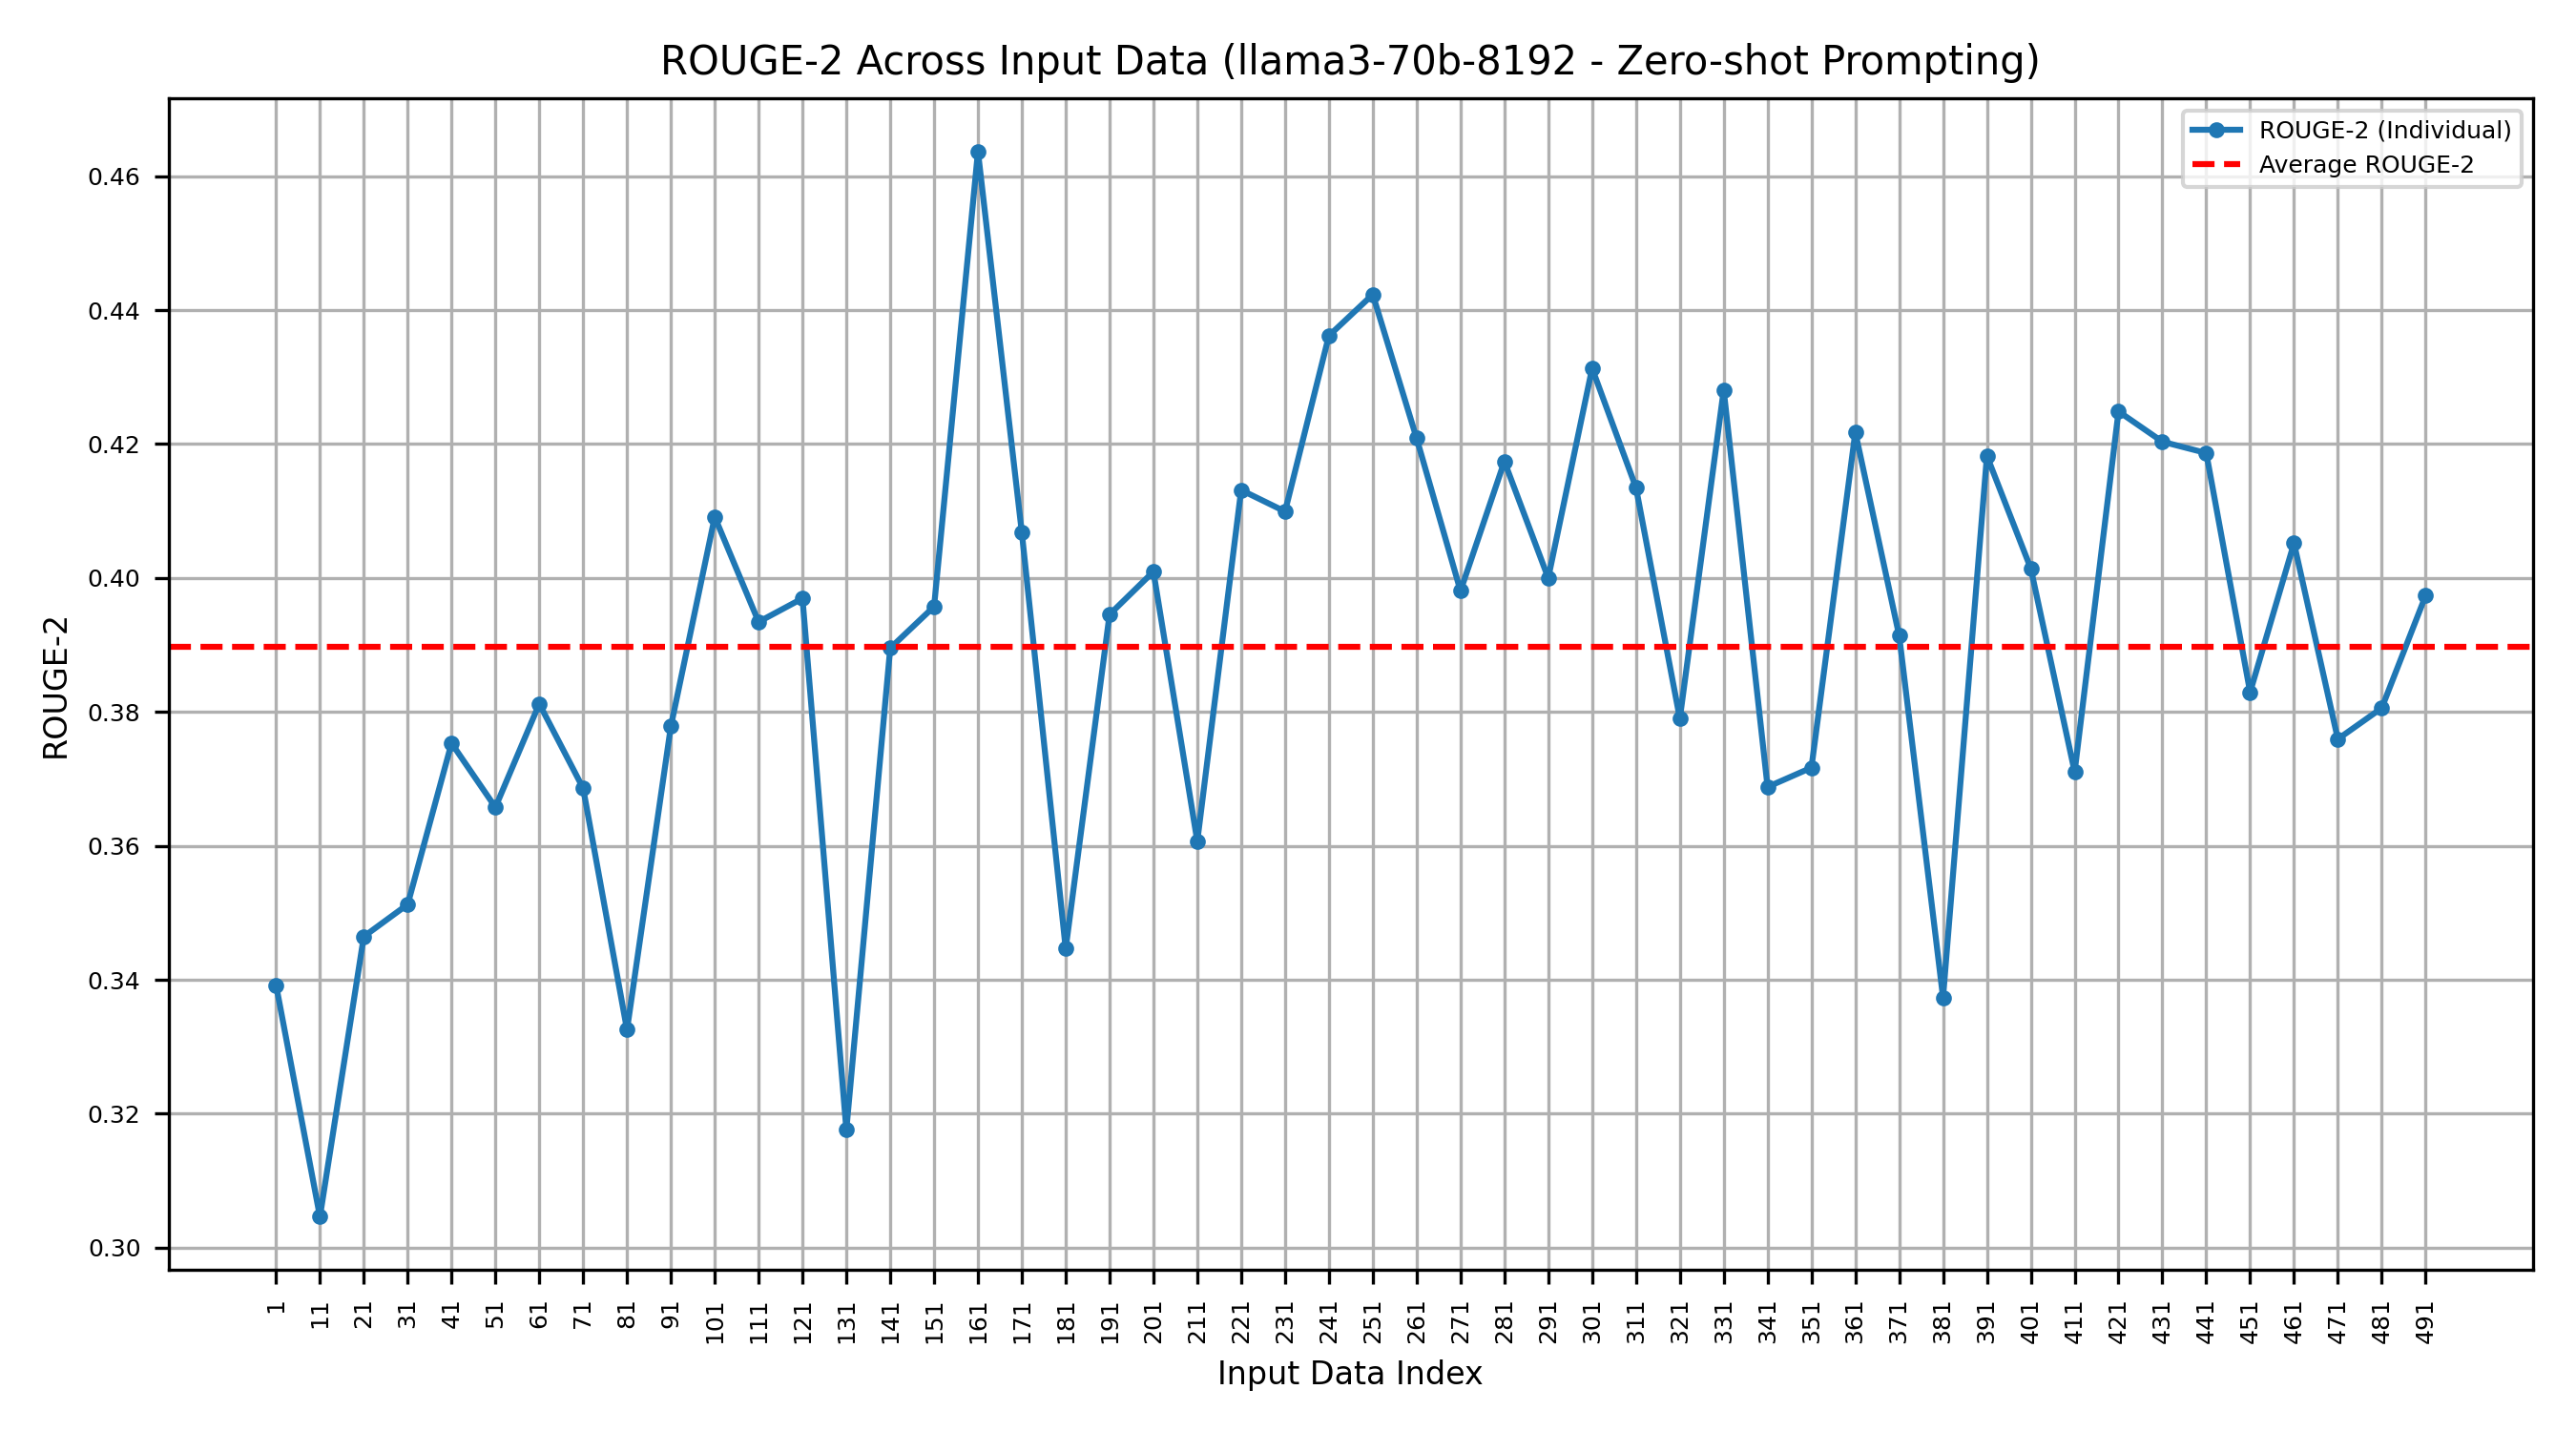 ROUGE-2 Across Input Data (llama3-70b-8192 - Zero-shot Prompting)
ROUGE-2 (Individual)
Average ROUGE-2
ROUGE-2
0.46
0.44
0.42
0.40
0.38
0.36
0.34
0.32
0.30
1 11 21 31 41 51 61 71 81 91 101 111 121 131 141 151 161 171 181 191 201 211 221 231 241 251 261 271 281 291 301 311 321 331 341 351 361 371 381 391 401 411 421 431 441 451 461 471 481 491
Input Data Index